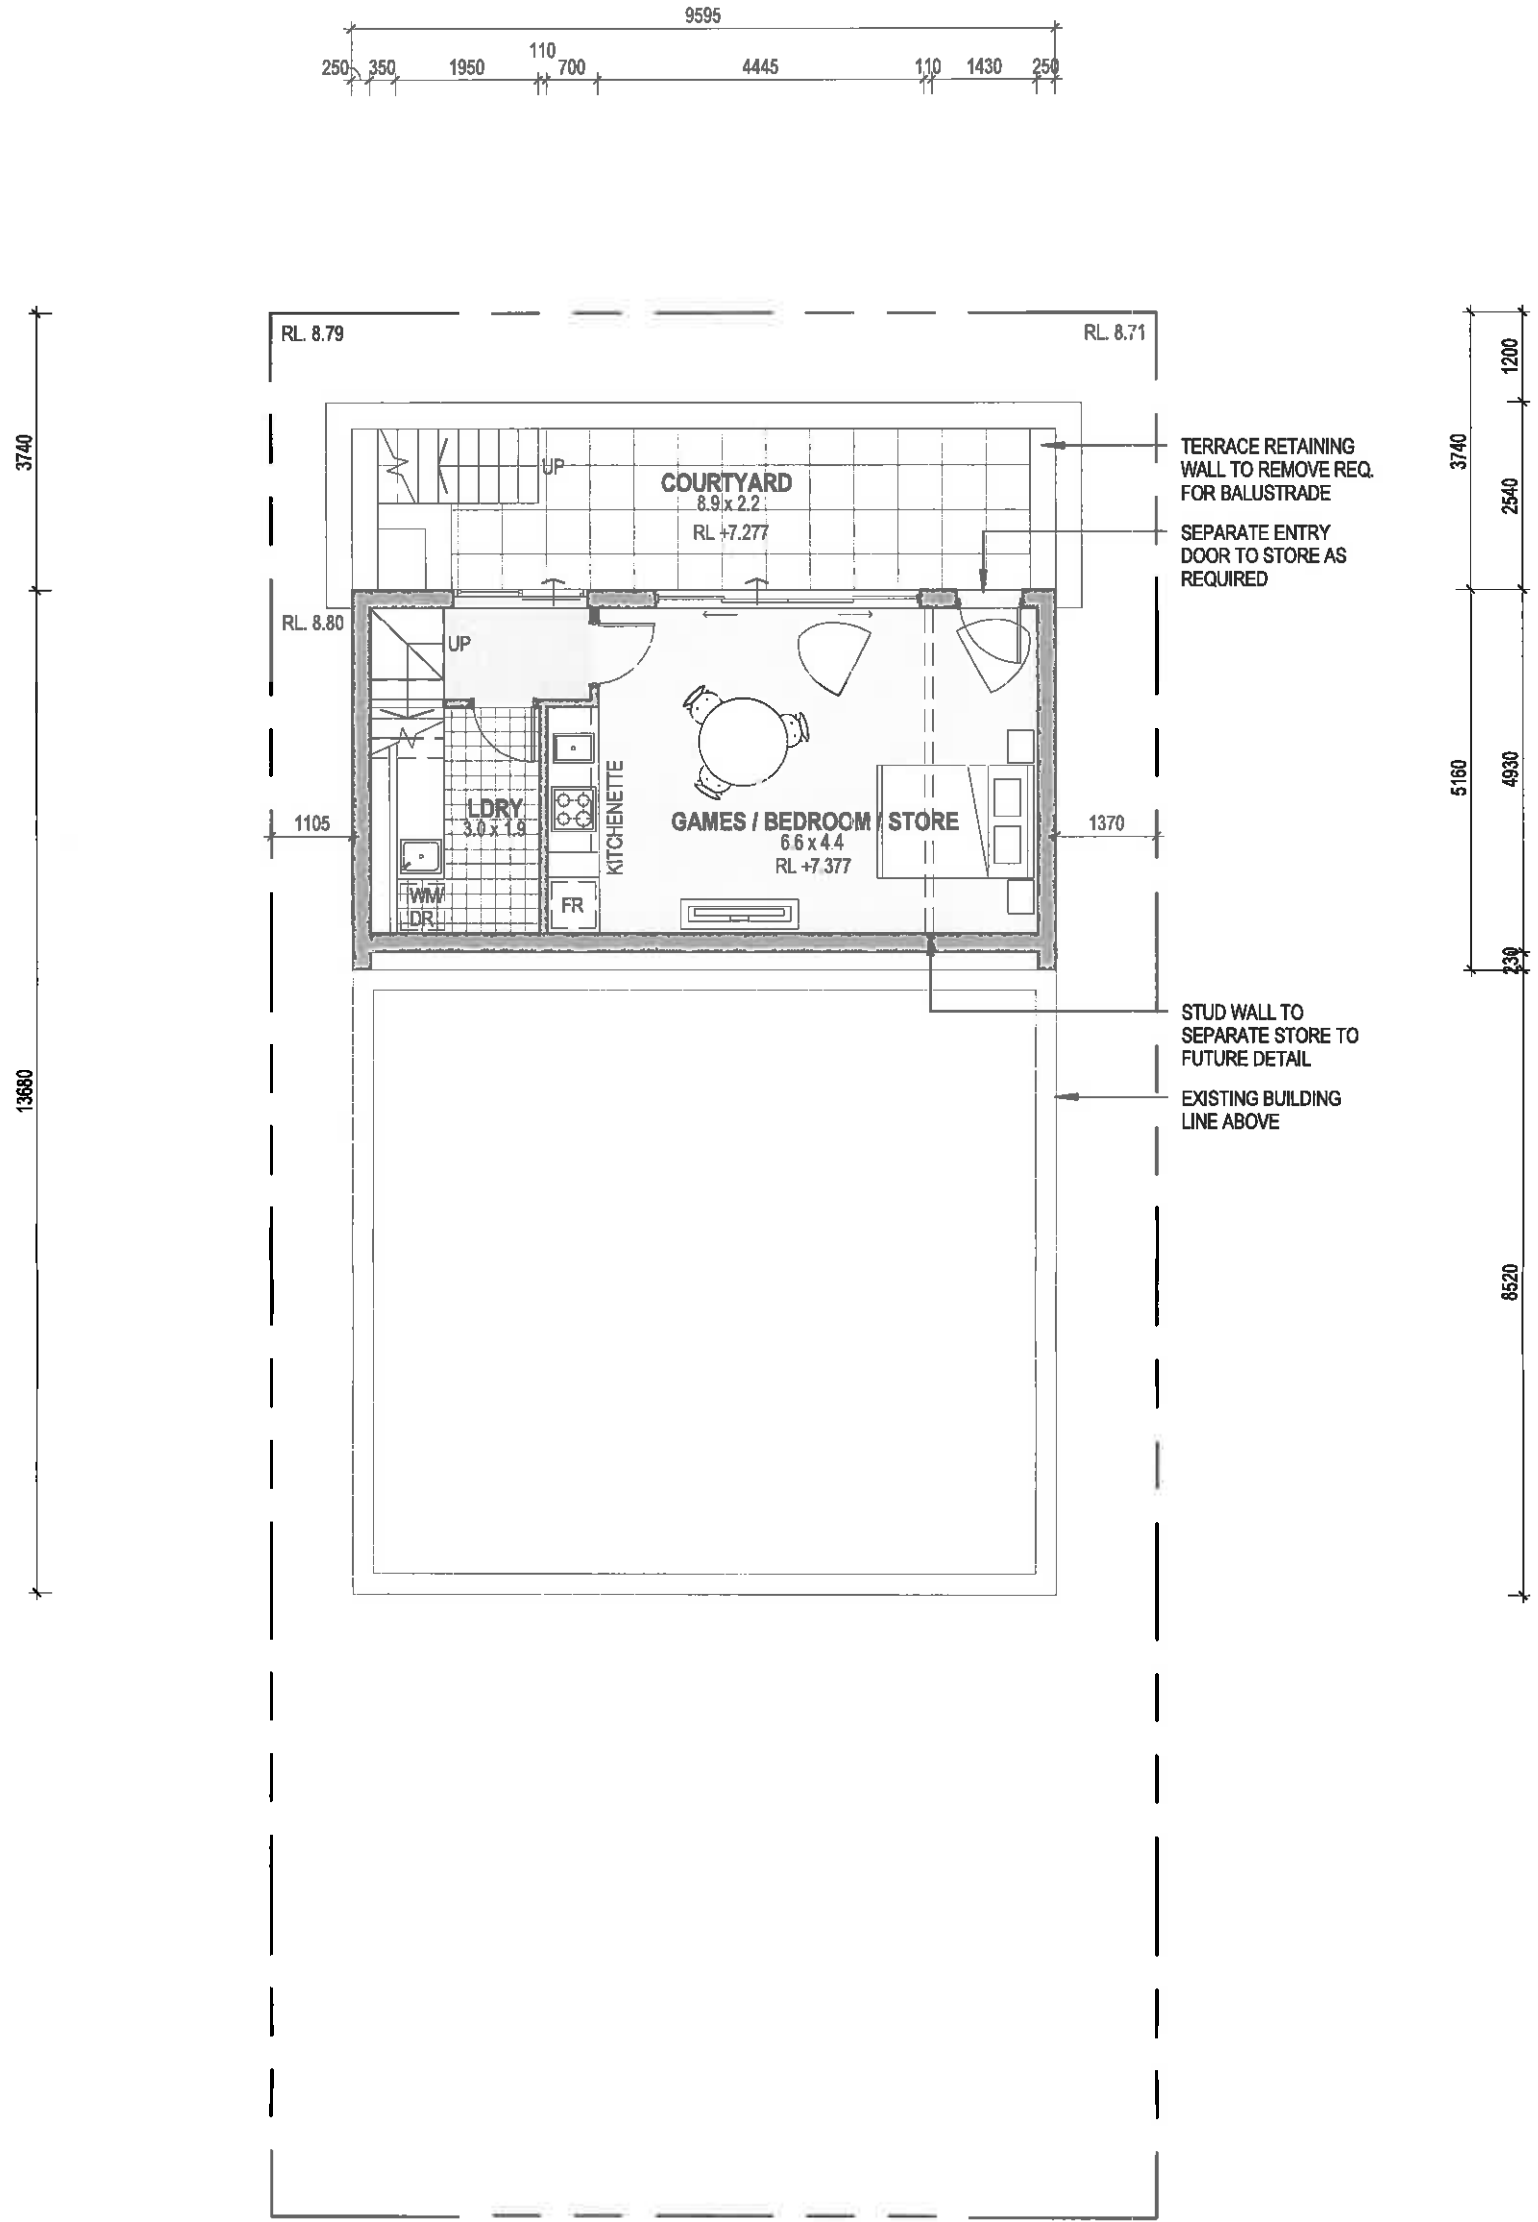 9595
110
250 350 1950 700 4445 110 1430 250
RL. 8.79
RL. 8.71
1200
3740
3740
2540
TERRACE RETAINING
WALL TO REMOVE REQ.
FOR BALUSTRADE
UP
COURTYARD
8.9 x 2.2
RL +7.277
SEPARATE ENTRY
DOOR TO STORE AS
REQUIRED
RL. 8.80
UP
KITCHENETTE
LDRY
3.0 x 1.9
GAMES / BEDROOM / STORE
6.6 x 4.4
RL +7.377
1105
1370
5160
4930
WM/
DR
FR
230
STUD WALL TO
SEPARATE STORE TO
FUTURE DETAIL
13680
EXISTING BUILDING
LINE ABOVE
8520